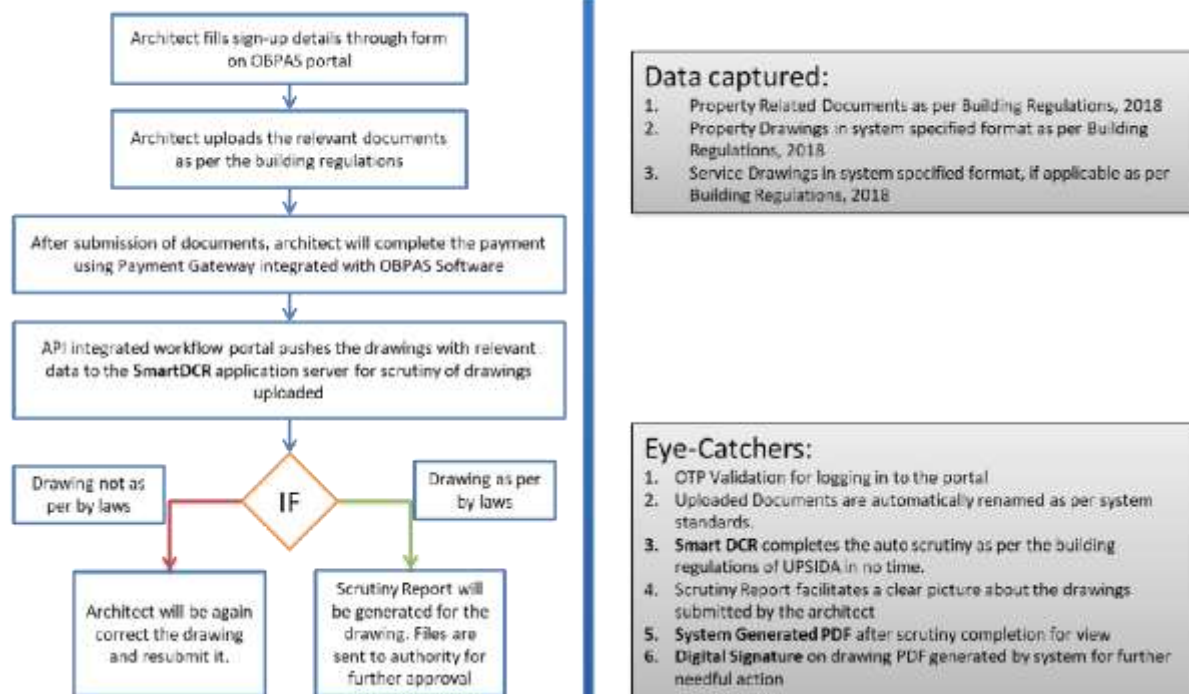 Architect fills sign-up details through form
on OBPAS portal
Architect uploads the relevant documents
as per the building regulations
After submission of documents, architect will complete the payment
using Payment Gateway integrated with OBPAS Software
API integrated workflow portal pushes the drawings with relevant
data to the SmartDCR application server for scrutiny of drawings
uploaded
Drawing not as
per by laws
IF
Drawing as per
by laws
Architect will be again
correct the drawing
and resubmit it.
Scrutiny Report will
be generated for the
drawing. Files are
sent to authority for
further approval
Data captured:
1. Property Related Documents as per Building Regulations, 2018
2. Property Drawings in system specified format as per Building
Regulations, 2018
3. Service Drawings in system specified format, if applicable as per
Building Regulations, 2018
Eye-Catchers:
1. OTP Validation for logging in to the portal
2. Uploaded Documents are automatically renamed as per system
standards.
3. Smart DCR completes the auto scrutiny as per the building
regulations of UPSIDA in no time.
4. Scrutiny Report facilitates a clear picture about the drawings
submitted by the architect
5. System Generated PDF after scrutiny completion for view
6. Digital Signature on drawing PDF generated by system for further
needful action